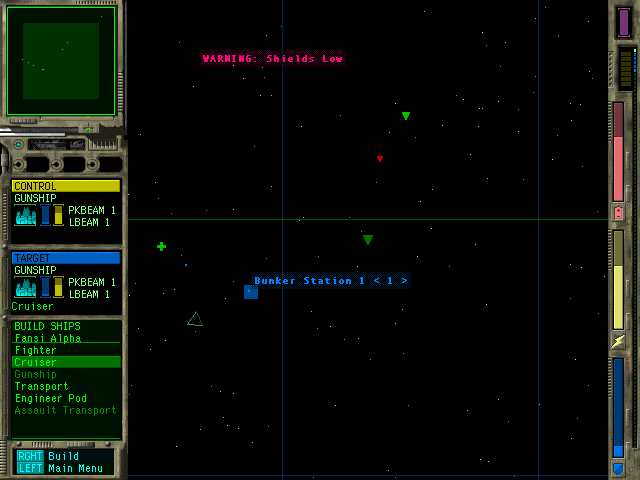 WARNING: Shields Low
CONTROL
GUNSHIP
PKBEAM 1
LBEAM 1
TARGET
GUNSHIP
PKBEAM 1
LBEAM 1
Cruiser
Bunker Station 1 < 1 >
BUILD SHIPS
Fansi Alpha
Fighter
Cruiser
Gunship
Transport
Engineer Pod
Assault Transport
RGHT Build
LEFT Main Menu